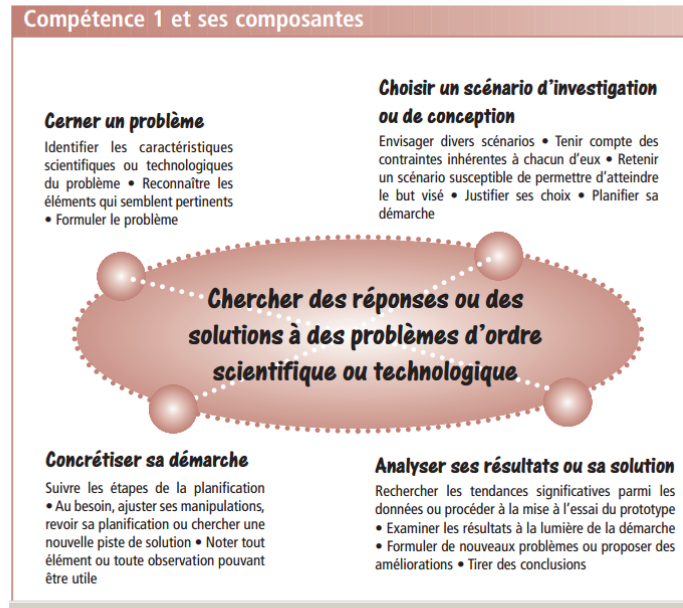 Compétence 1 et ses composantes
Cerner un problème
Identifier les caractéristiques
scientifiques ou technologiques
du problème • Reconnaître les
éléments qui semblent pertinents
• Formuler le problème
Choisir un scénario d'investigation
ou de conception
Envisager divers scénarios • Tenir compte des
contraintes inhérentes à chacun d'eux • Retenir
un scénario susceptible de permettre d'atteindre
le but visé • Justifier ses choix • Planifier sa
démarche
Chercher des réponses ou des
solutions à des problèmes d'ordre
scientifique ou technologique
Concrétiser sa démarche
Suivre les étapes de la planification
• Au besoin, ajuster ses manipulations,
revoir sa planification ou chercher une
nouvelle piste de solution • Noter tout
élément ou toute observation pouvant
être utile
Analyser ses résultats ou sa solution
Rechercher les tendances significatives parmi les
données ou procéder à la mise à l'essai du prototype
• Examiner les résultats à la lumière de la démarche
• Formuler de nouveaux problèmes ou proposer des
améliorations • Tirer des conclusions